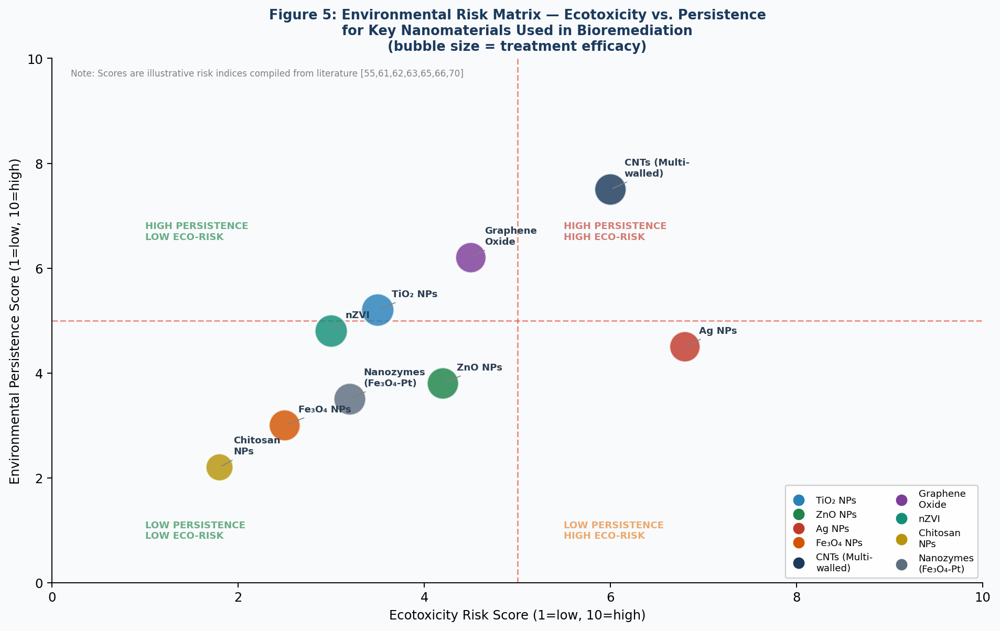 Figure 5: Environmental Risk Matrix — Ecotoxicity vs. Persistence
for Key Nanomaterials Used in Bioremediation
(bubble size = treatment efficacy)
Note: Scores are illustrative risk indices compiled from literature [55,61,62,63,65,66,70]
Environmental Persistence Score (1=low, 10=high)
10
8
6
4
2
0
CNTs (Multi-
walled)
HIGH PERSISTENCE
LOW ECO-RISK
HIGH PERSISTENCE
HIGH ECO-RISK
Graphene
Oxide
TiO₂ NPs
nZVI
Ag NPs
ZnO NPs
Nanozymes
(Fe₃O₄-Pt)
Fe₃O₄ NPs
Chitosan
NPs
LOW PERSISTENCE
LOW ECO-RISK
LOW PERSISTENCE
HIGH ECO-RISK
TiO₂ NPs
ZnO NPs
Ag NPs
Fe₃O₄ NPs
CNTs (Multi-
walled)
Graphene
Oxide
nZVI
Chitosan
NPs
Nanozymes
(Fe₃O₄-Pt)
0 2 4 6 8 10
Ecotoxicity Risk Score (1=low, 10=high)